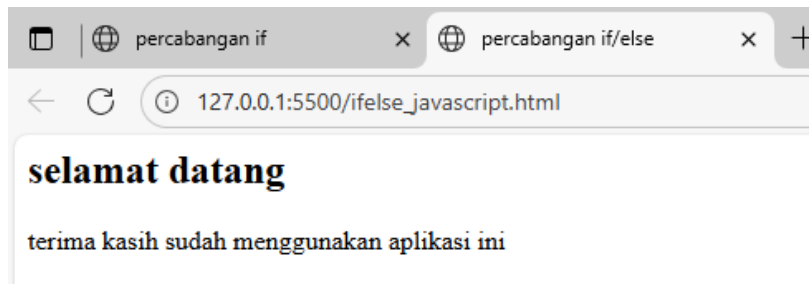 percabangan if
percabangan if/else
127.0.0.1:5500/ifelse_javascript.html
selamat datang
terima kasih sudah menggunakan aplikasi ini